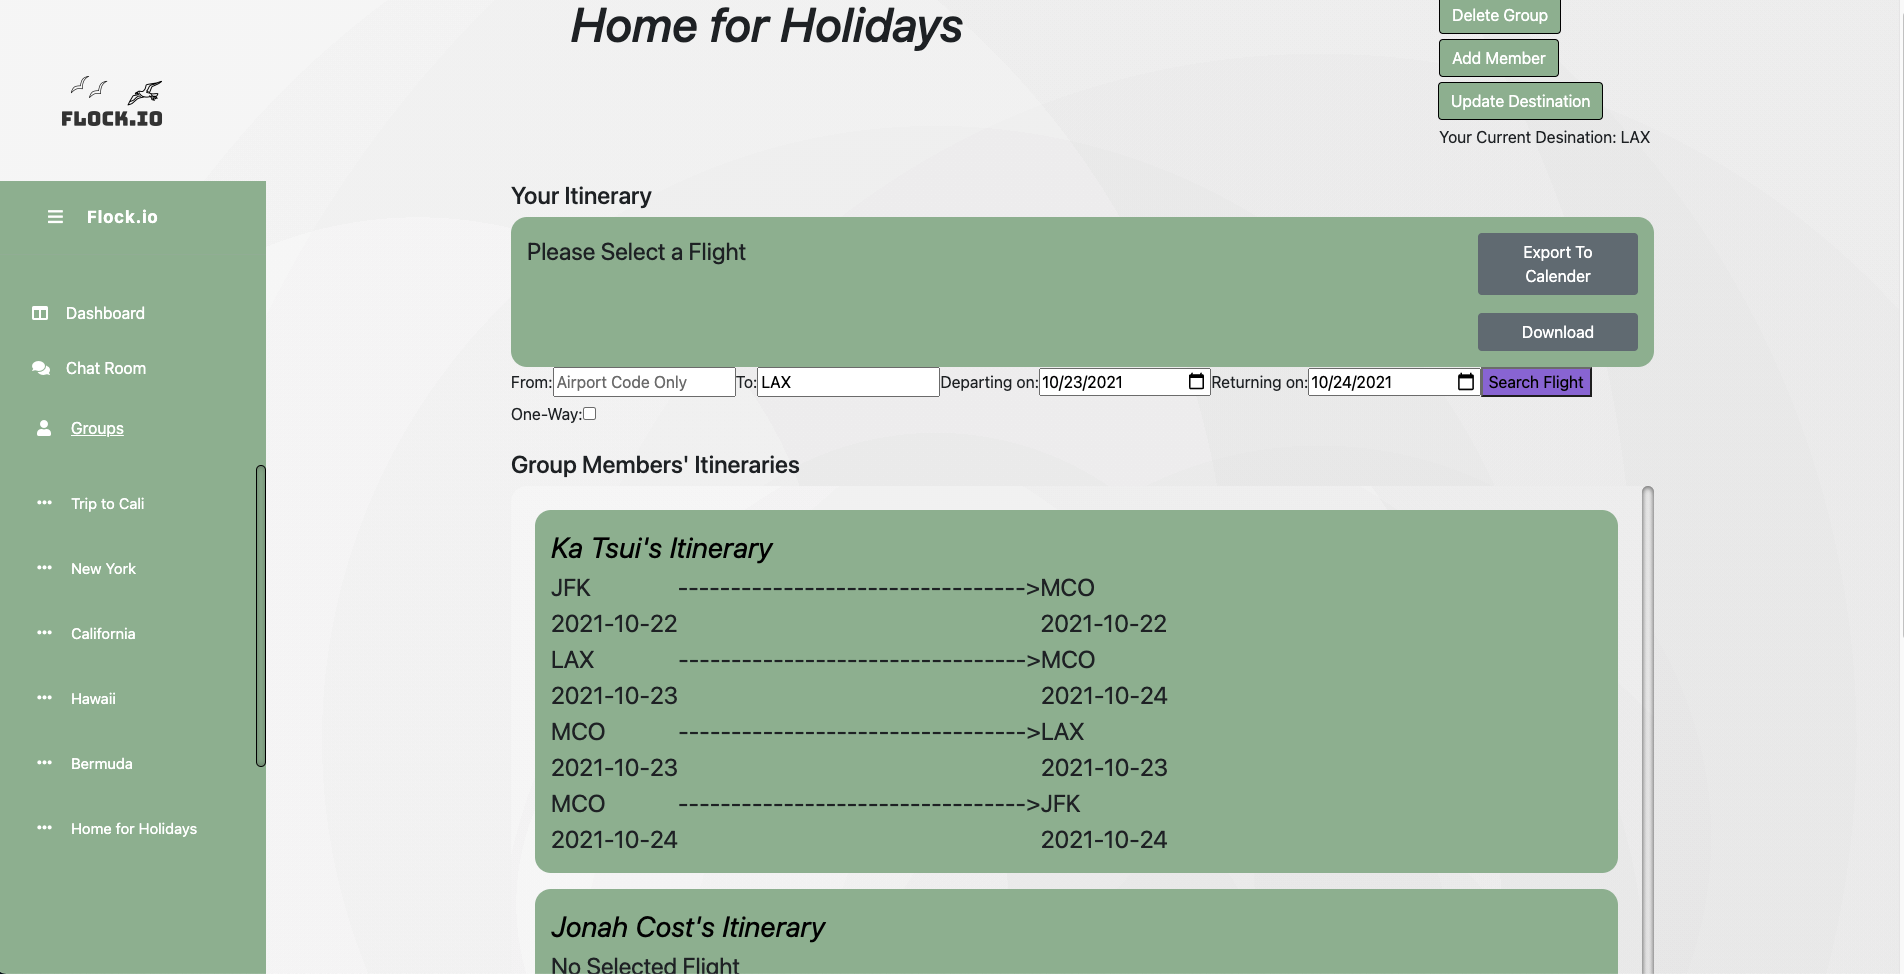 Home for Holidays
Delete Group
Add Member
Update Destination
Your Current Desination: LAX
FLOCK.IO
Flock.io
Dashboard
Chat Room
Groups
Trip to Cali
New York
California
Hawaii
Bermuda
Home for Holidays
Your Itinerary
Please Select a Flight
Export To
Calender
Download
From: Airport Code Only To: LAX Departing on: 10/23/2021 Returning on: 10/24/2021 Search Flight
One-Way:
Group Members' Itineraries
Ka Tsui's Itinerary
JFK --------------------------------->MCO
2021-10-22 2021-10-22
LAX --------------------------------->MCO
2021-10-23 2021-10-24
MCO --------------------------------->LAX
2021-10-23 2021-10-23
MCO --------------------------------->JFK
2021-10-24 2021-10-24
Jonah Cost's Itinerary
No Selected Flight